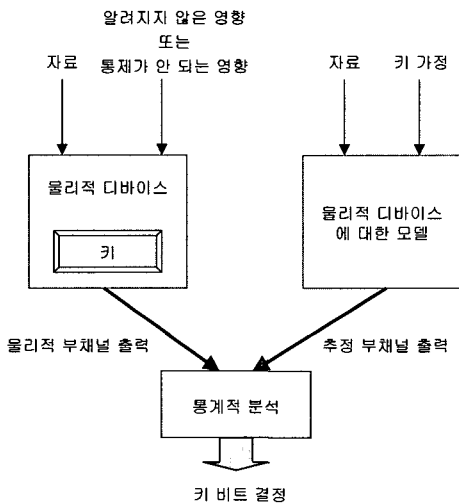 알려지지 않은 영향
또는
통제가 안 되는 영향
자료
자료
키 가정
물리적 디바이스
키
물리적 디바이스
에 대한 모델
물리적 부채널 출력
추정 부채널 출력
통계적 분석
키 비트 결정